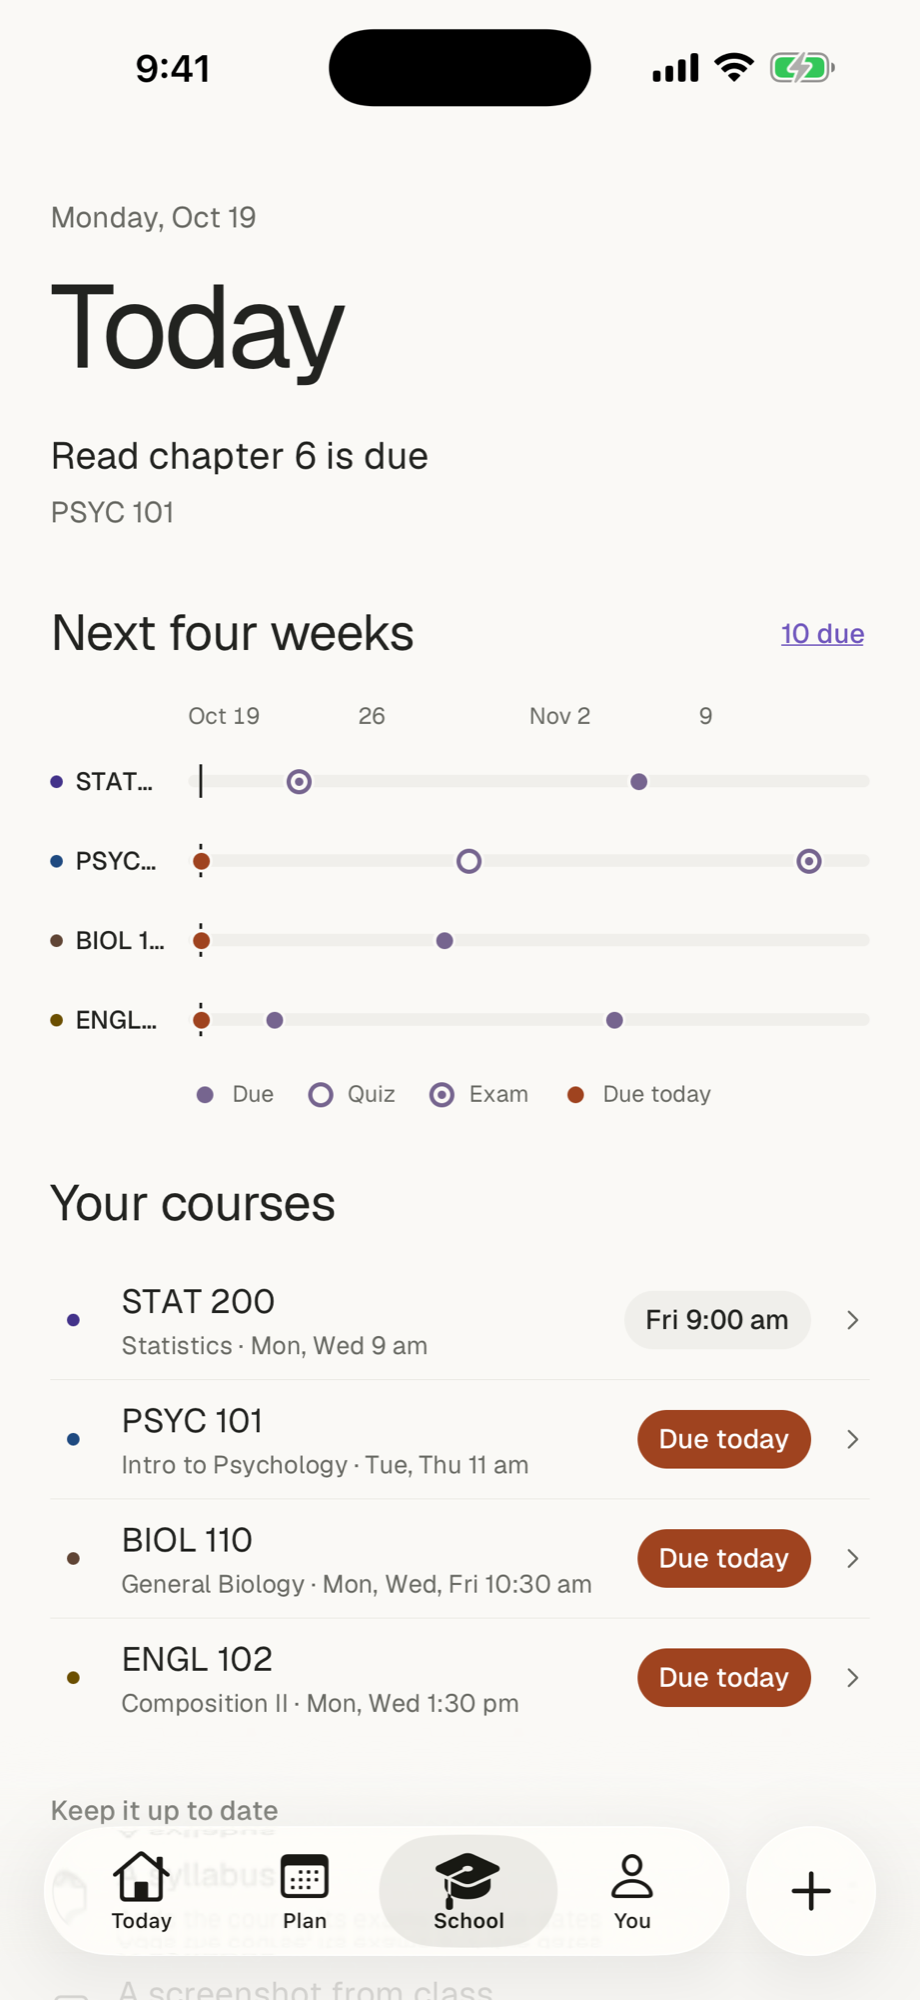 9:41
Monday, Oct 19
Today
Read chapter 6 is due
PSYC 101
Next four weeks
10 due
Oct 19 26 Nov 2 9
STAT...
PSYC...
BIOL 1...
ENGL...
Due Quiz Exam Due today
Your courses
STAT 200
Statistics · Mon, Wed 9 am
Fri 9:00 am
PSYC 101
Intro to Psychology · Tue, Thu 11 am
Due today
BIOL 110
General Biology · Mon, Wed, Fri 10:30 am
Due today
ENGL 102
Composition II · Mon, Wed 1:30 pm
Due today
Keep it up to date
A syllabus
Today Plan School You
A screenshot from class